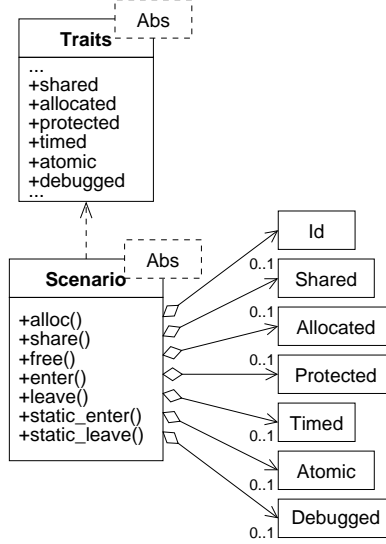 Abs
Traits
...
+shared
+allocated
+protected
+timed
+atomic
+debugged
...
Abs
Scenario
+alloc()
+share()
+free()
+enter()
+leave()
+static_enter()
+static_leave()
Id
0..1
Shared
0..1
Allocated
0..1
Protected
Timed
0..1
Atomic
0..1
Debugged
0..1